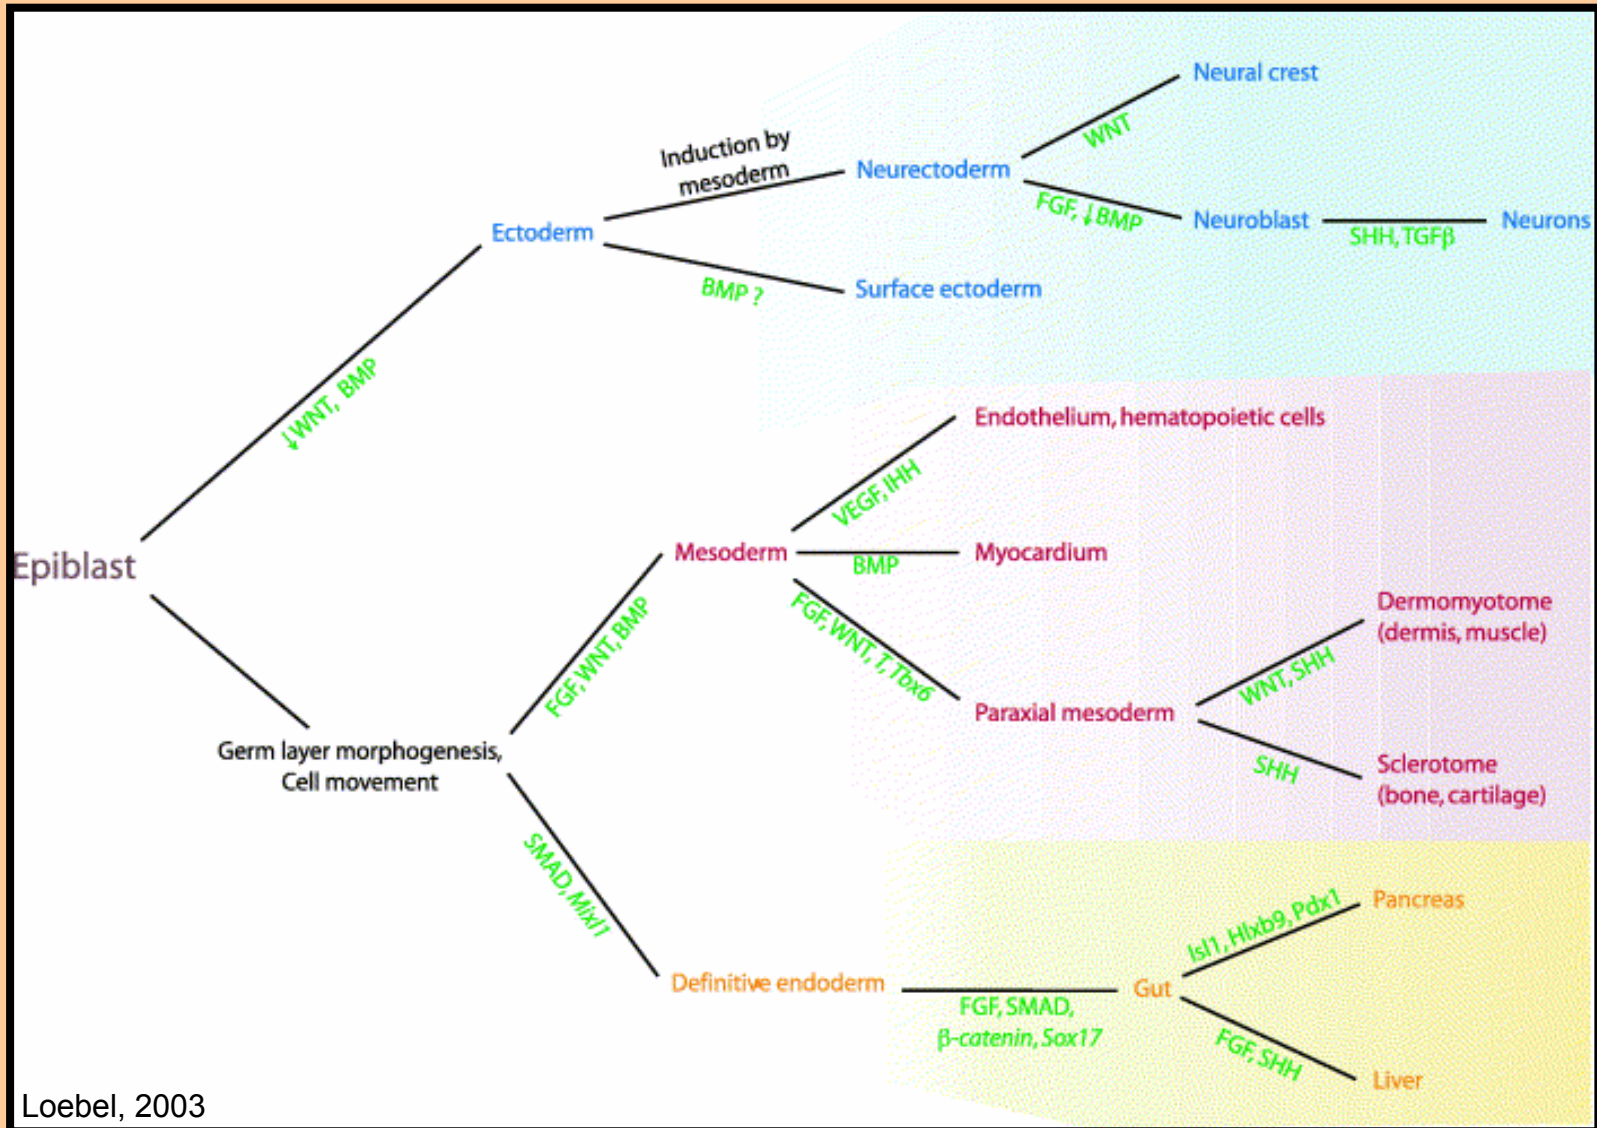 Neural crest
WNT
Induction by
mesoderm
Neurectoderm
FGF, ↓BMP
Neuroblast
SHH, TGFβ
Neurons
Ectoderm
BMP ?
Surface ectoderm
↓WNT, BMP
Endothelium, hematopoietic cells
VEGF, IHH
Mesoderm
BMP
Myocardium
Epiblast
FGF, WNT, BMP
FGF, WNT, T, Tbx6
Dermomyotome
(dermis, muscle)
WNT, SHH
Paraxial mesoderm
SHH
Sclerotome
(bone, cartilage)
Germ layer morphogenesis,
Cell movement
SMAD, Mixl1
Isl1, Hlxb9, Pdx1
Pancreas
Definitive endoderm
FGF, SMAD,
β-catenin, Sox17
Gut
FGF, SHH
Liver
Loebel, 2003